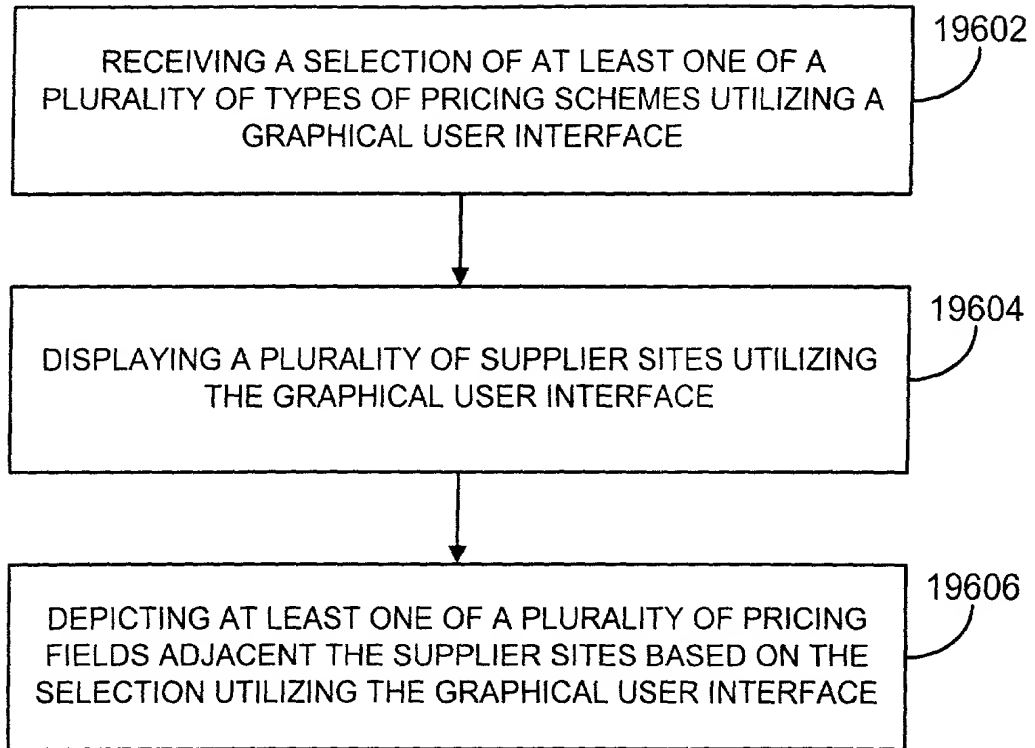 19602
RECEIVING A SELECTION OF AT LEAST ONE OF A
PLURALITY OF TYPES OF PRICING SCHEMES UTILIZING A
GRAPHICAL USER INTERFACE
19604
DISPLAYING A PLURALITY OF SUPPLIER SITES UTILIZING
THE GRAPHICAL USER INTERFACE
19606
DEPICTING AT LEAST ONE OF A PLURALITY OF PRICING
FIELDS ADJACENT THE SUPPLIER SITES BASED ON THE
SELECTION UTILIZING THE GRAPHICAL USER INTERFACE